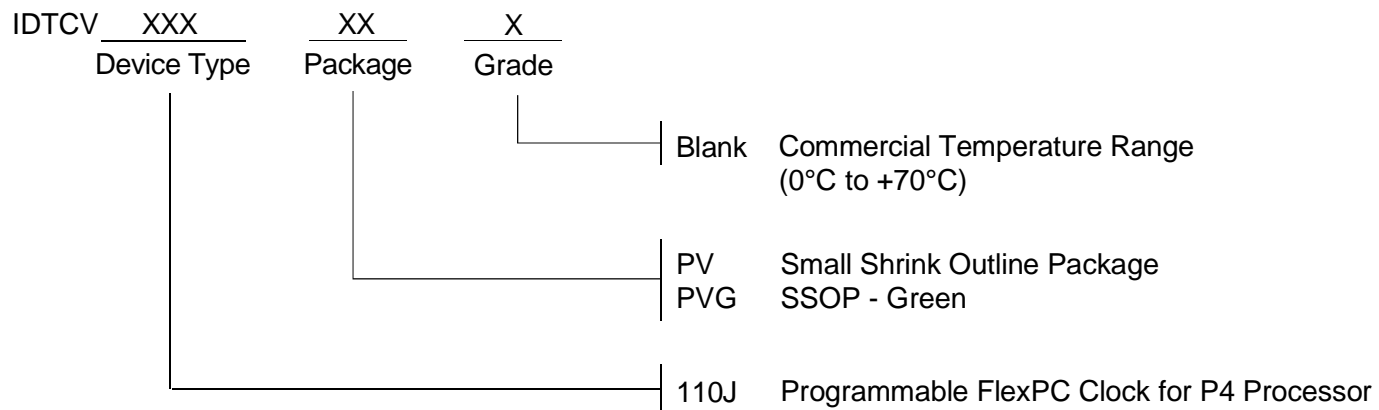 IDTCV XXX XX X
Device Type Package Grade
Blank Commercial Temperature Range
(0°C to +70°C)
PV Small Shrink Outline Package
PVG SSOP - Green
110J Programmable FlexPC Clock for P4 Processor